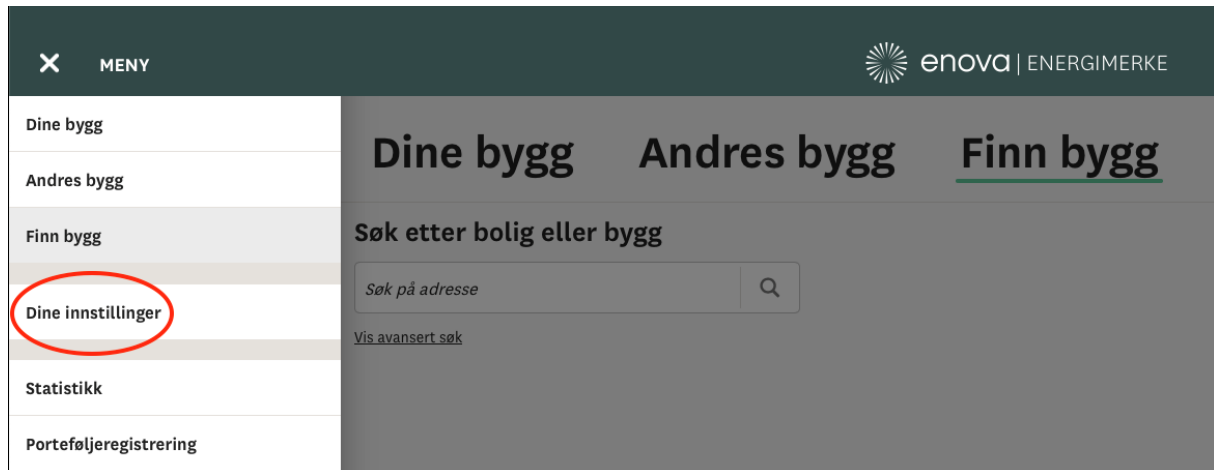 MENY
enova | ENERGIMERKE
Dine bygg
Andres bygg
Finn bygg
Dine innstillinger
Statistikk
Porteføljeregistrering
Dine bygg Andres bygg Finn bygg
Søk etter bolig eller bygg
Søk på adresse
Vis avansert søk